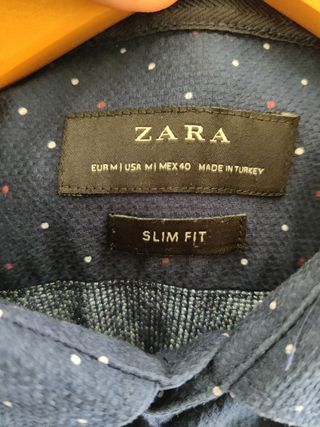 ZARA
EUR M | USA M | MEX 40 MADE IN TURKEY
SLIM FIT